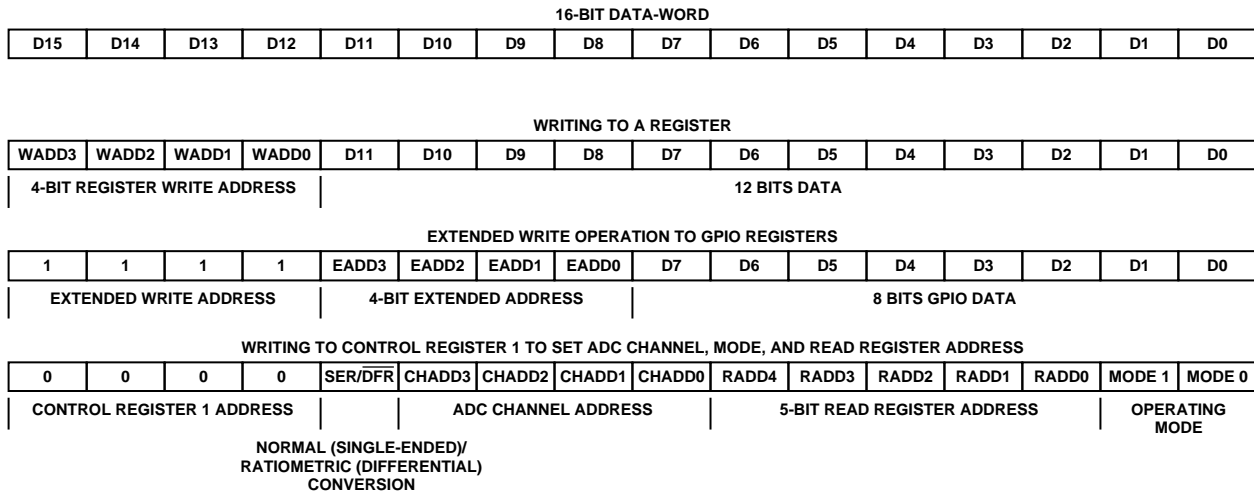 16-BIT DATA-WORD
D15 D14 D13 D12 D11 D10 D9 D8 D7 D6 D5 D4 D3 D2 D1 D0
WRITING TO A REGISTER
WADD3 WADD2 WADD1 WADD0 D11 D10 D9 D8 D7 D6 D5 D4 D3 D2 D1 D0
4-BIT REGISTER WRITE ADDRESS 12 BITS DATA
EXTENDED WRITE OPERATION TO GPIO REGISTERS
1 1 1 1 EADD3 EADD2 EADD1 EADD0 D7 D6 D5 D4 D3 D2 D1 D0
EXTENDED WRITE ADDRESS 4-BIT EXTENDED ADDRESS 8 BITS GPIO DATA
WRITING TO CONTROL REGISTER 1 TO SET ADC CHANNEL, MODE, AND READ REGISTER ADDRESS
0 0 0 0 SER/D̅F̅R̅ CHADD3 CHADD2 CHADD1 CHADD0 RADD4 RADD3 RADD2 RADD1 RADD0 MODE 1 MODE 0
CONTROL REGISTER 1 ADDRESS ADC CHANNEL ADDRESS 5-BIT READ REGISTER ADDRESS OPERATING
MODE
NORMAL (SINGLE-ENDED)/
RATIOMETRIC (DIFFERENTIAL)
CONVERSION